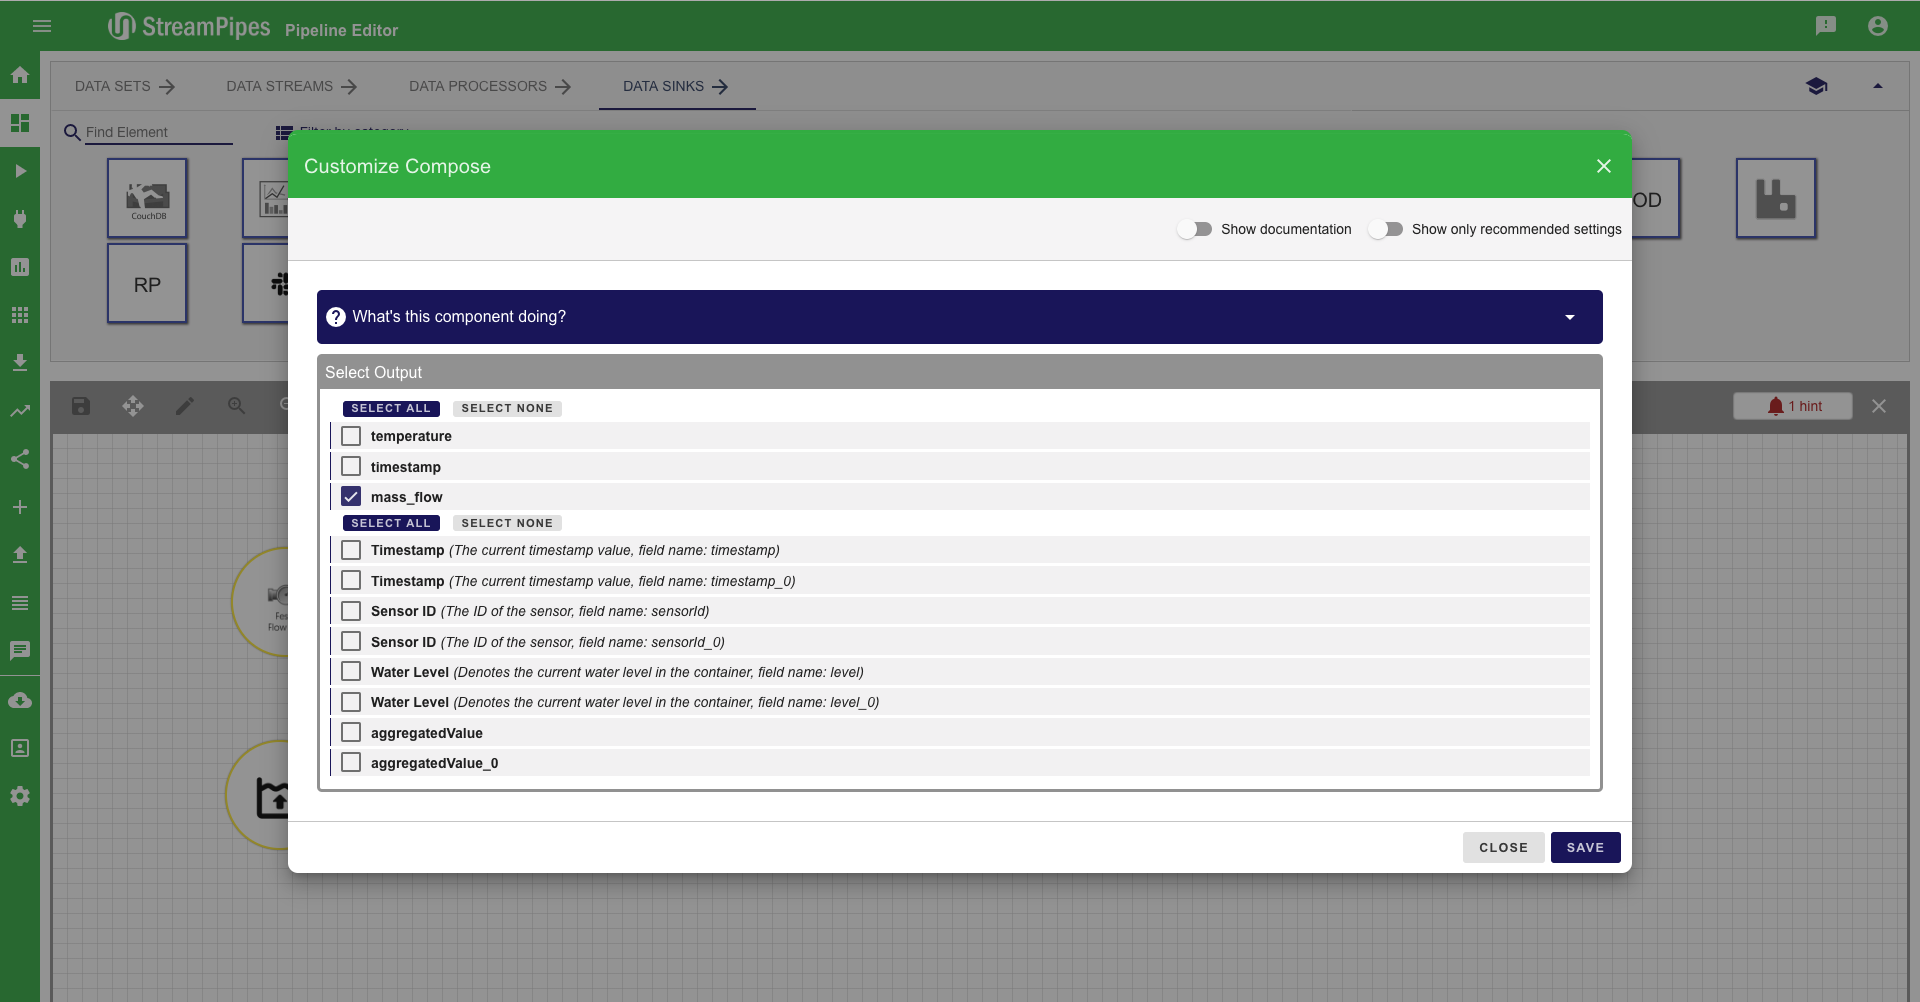 StreamPipes Pipeline Editor
DATA SETS DATA STREAMS DATA PROCESSORS DATA SINKS
Find Element Filter by category
CouchDB
OD
RP
Customize Compose
Show documentation Show only recommended settings
What's this component doing?
Select Output
SELECT ALL SELECT NONE
1 hint
temperature
timestamp
mass_flow
SELECT ALL SELECT NONE
Timestamp (The current timestamp value, field name: timestamp)
Timestamp (The current timestamp value, field name: timestamp_0)
Sensor ID (The ID of the sensor, field name: sensorId)
Sensor ID (The ID of the sensor, field name: sensorId_0)
Water Level (Denotes the current water level in the container, field name: level)
Water Level (Denotes the current water level in the container, field name: level_0)
aggregatedValue
aggregatedValue_0
Fes
Flow
CLOSE SAVE